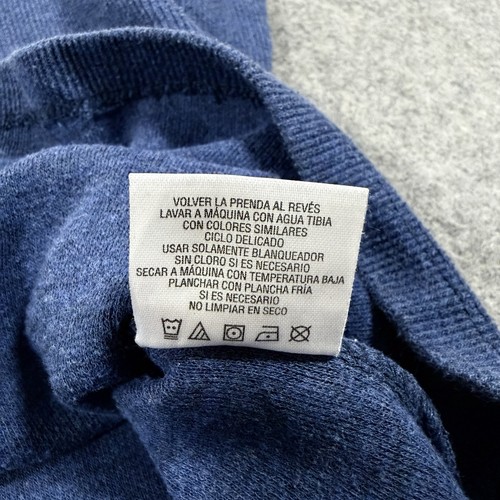 VOLVER LA PRENDA AL REVÉS
LAVAR A MÁQUINA CON AGUA TIBIA
CON COLORES SIMILARES
CICLO DELICADO
USAR SOLAMENTE BLANQUEADOR
SIN CLORO SI ES NECESARIO
SECAR A MÁQUINA CON TEMPERATURA BAJA
PLANCHAR CON PLANCHA FRÍA
SI ES NECESARIO
NO LIMPIAR EN SECO